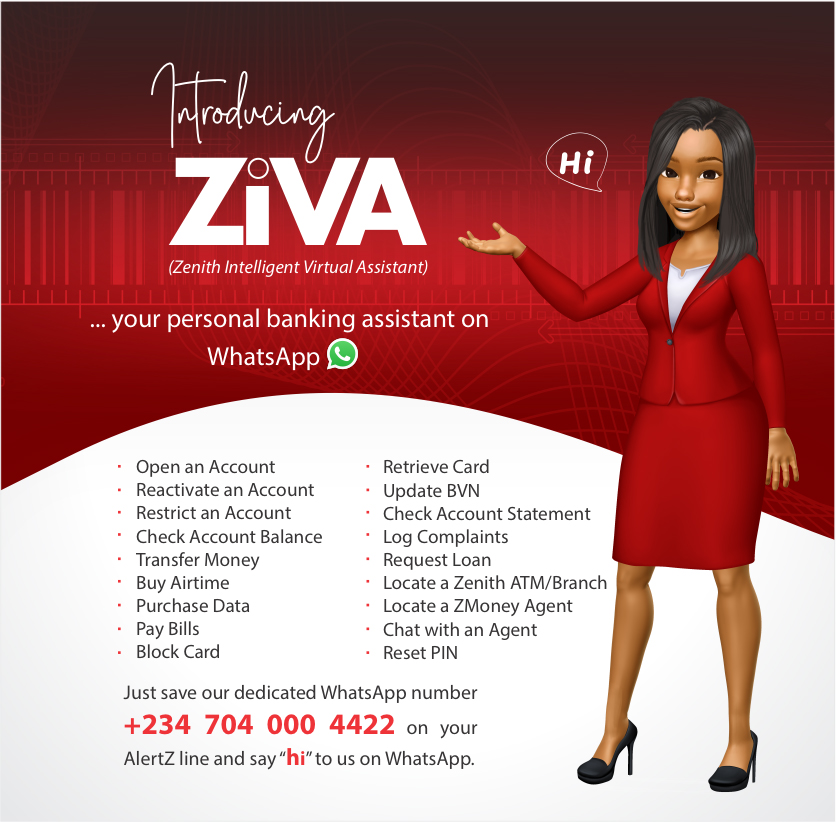 Introducing
ZiVA
(Zenith Intelligent Virtual Assistant)
... your personal banking assistant on
WhatsApp
Hi
· Open an Account
· Reactivate an Account
· Restrict an Account
· Check Account Balance
· Transfer Money
· Buy Airtime
· Purchase Data
· Pay Bills
· Block Card
· Retrieve Card
· Update BVN
· Check Account Statement
· Log Complaints
· Request Loan
· Locate a Zenith ATM/Branch
· Locate a ZMoney Agent
· Chat with an Agent
· Reset PIN
Just save our dedicated WhatsApp number
+234 704 000 4422 on your
AlertZ line and say “hi” to us on WhatsApp.